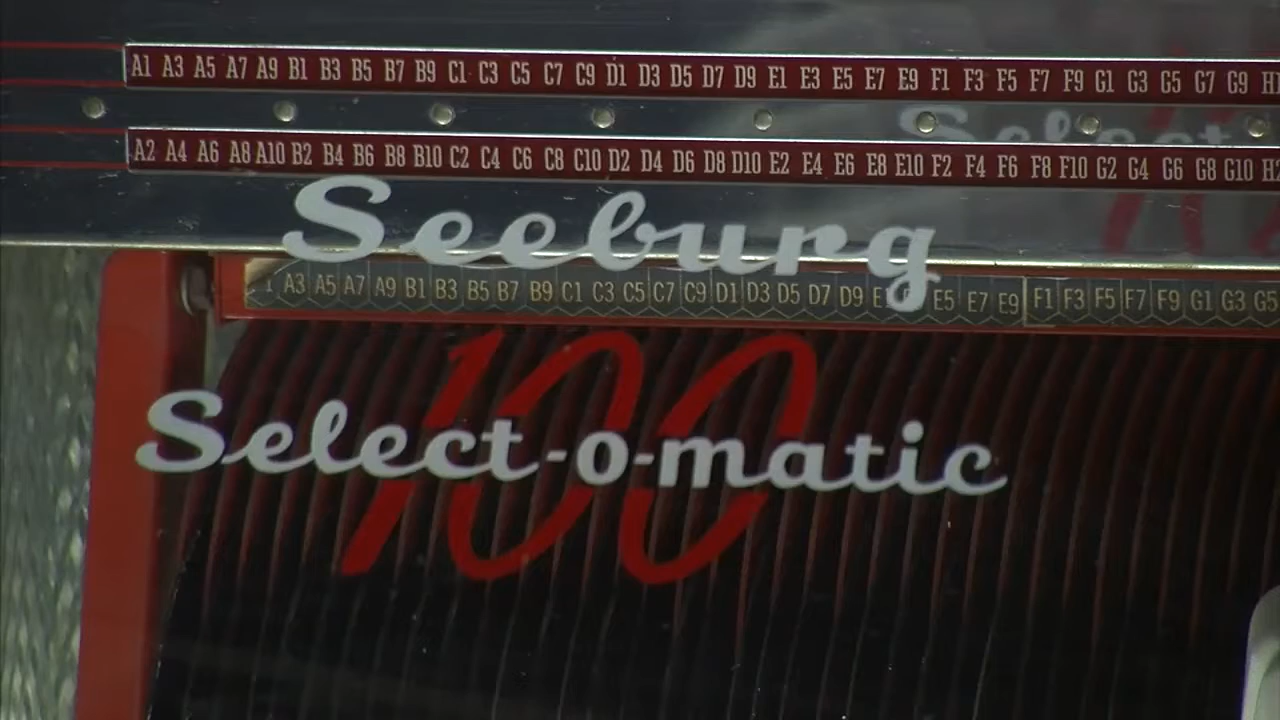 A1 A3 A5 A7 A9 B1 B3 B5 B7 B9 C1 C3 C5 C7 C9 D1 D3 D5 D7 D9 E1 E3 E5 E7 E9 F1 F3 F5 F7 F9 G1 G3 G5 G7 G9
Select
A2 A4 A6 A8 A10 B2 B4 B6 B8 B10 C2 C4 C6 C8 C10 D2 D4 D6 D8 D10 E2 E4 E6 E8 E10 F2 F4 F6 F8 F10 G2 G4 G6 G8 G10 H2
Seeburg
A3 A5 A7 A9 B1 B3 B5 B7 B9 C1 C3 C5 C7 C9 D1 D3 D5 D7 D9 E5 E7 E9 F1 F3 F5 F7 F9 G1 G3 G5
100
Select-o-matic